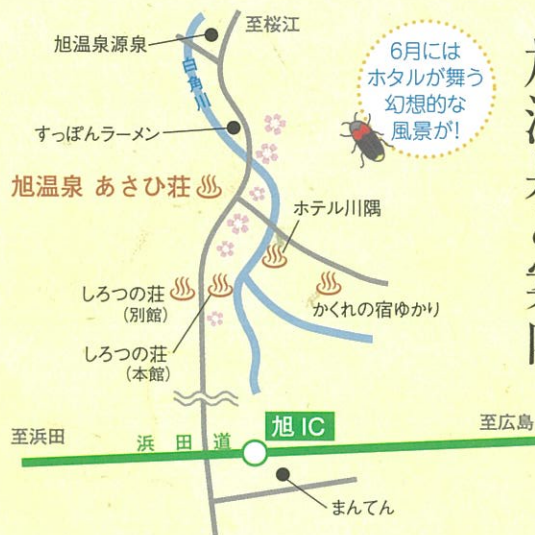 至桜江
旭温泉源泉
白角川
6月には
ホタルが舞う
幻想的な
風景が!
すっぽんラーメン
旭温泉 あさひ荘
ホテル川隅
しろつの荘
(別館)
かくれの宿ゆかり
しろつの荘
(本館)
至浜田
浜田道
旭IC
至広島
まんてん